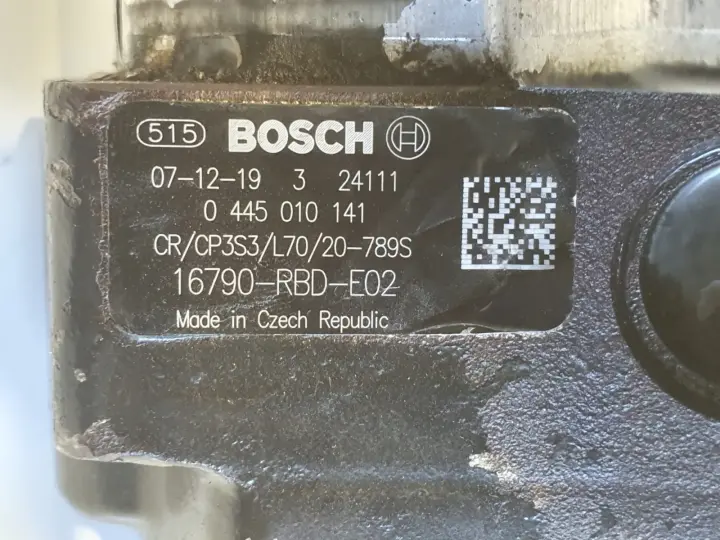 515 BOSCH
07-12-19 3 24111
0 445 010 141
CR/CP3S3/L70/20-789S
16790-RBD-E02
Made in Czech Republic